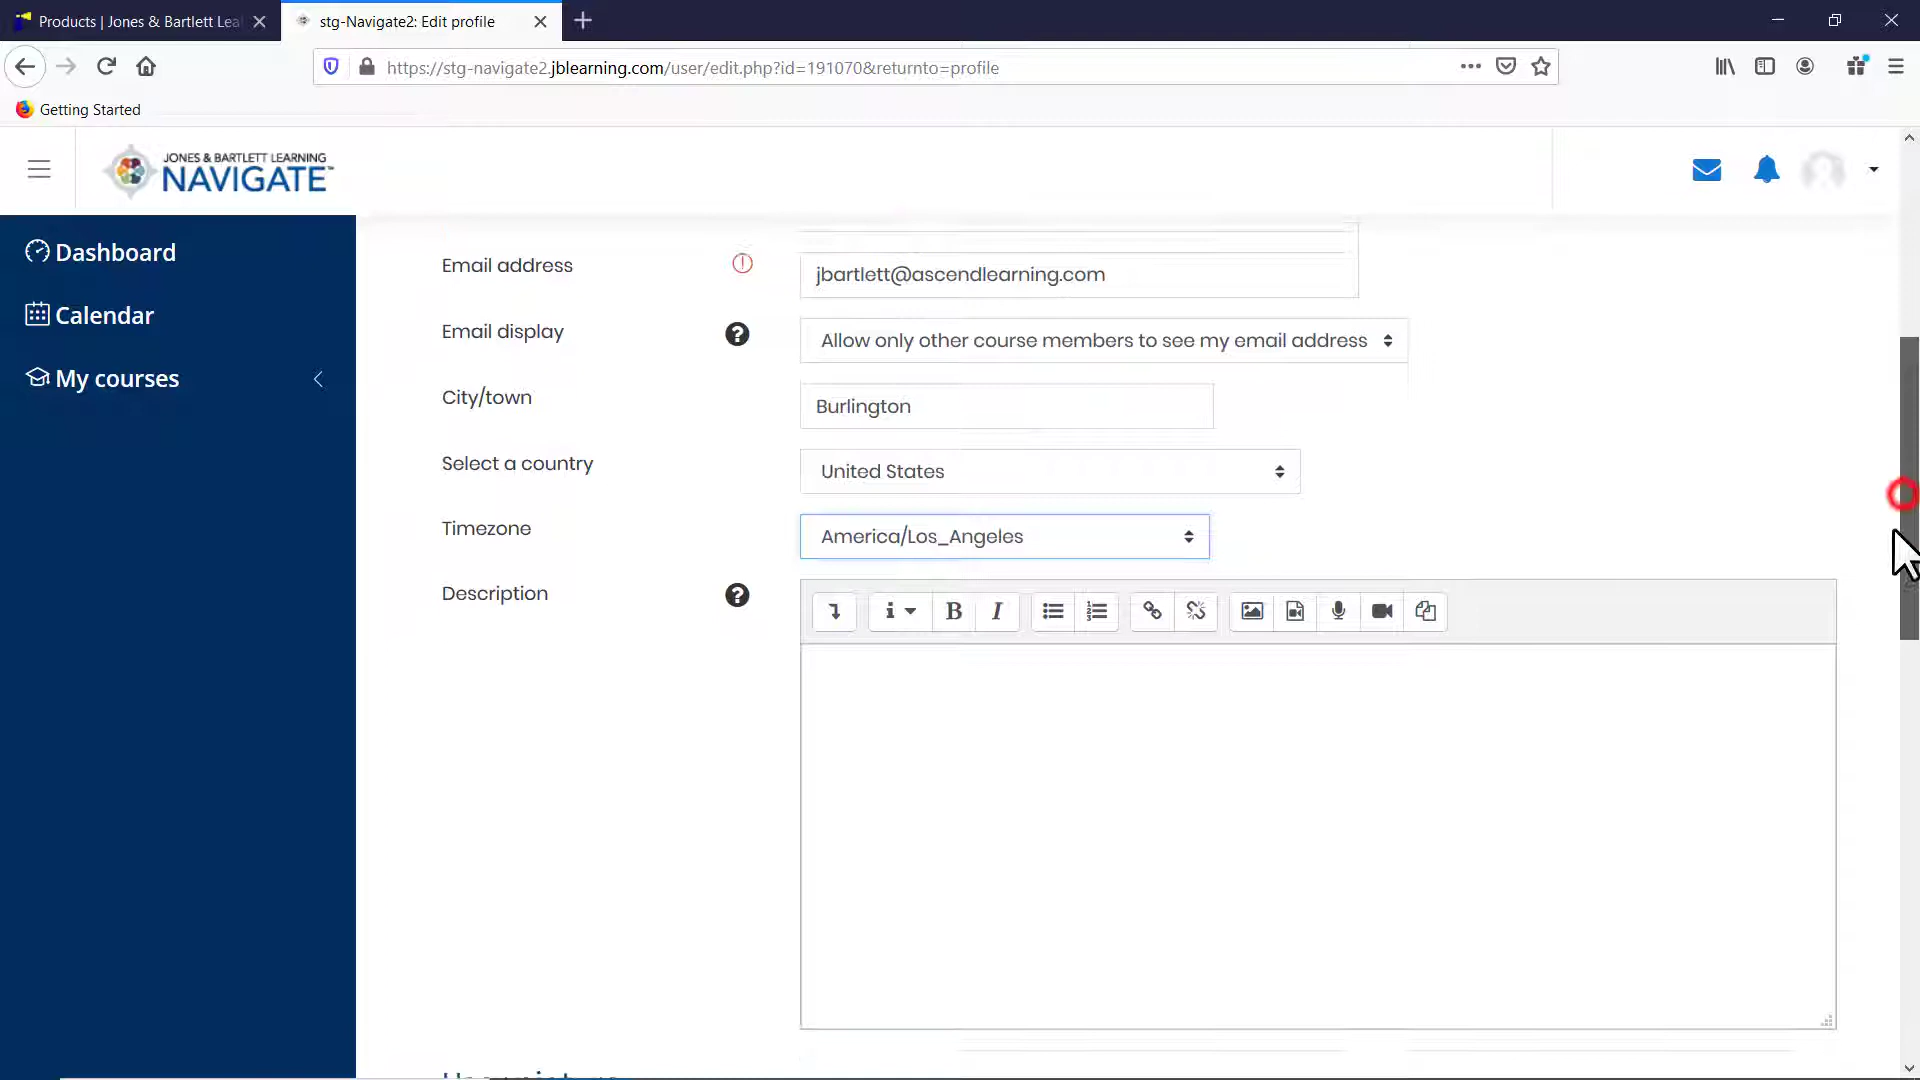 Products | Jones & Bartlett Lea
stg-Navigate2: Edit profile
https://stg-navigate2.jblearning.com/user/edit.php?id=191070&returnto=profile
Getting Started
JONES & BARTLETT LEARNING
NAVIGATE™
Dashboard
Calendar
My courses
Email address
jbartlett@ascendlearning.com
Email display
Allow only other course members to see my email address
City/town
Burlington
Select a country
United States
Timezone
America/Los_Angeles
Description
B I